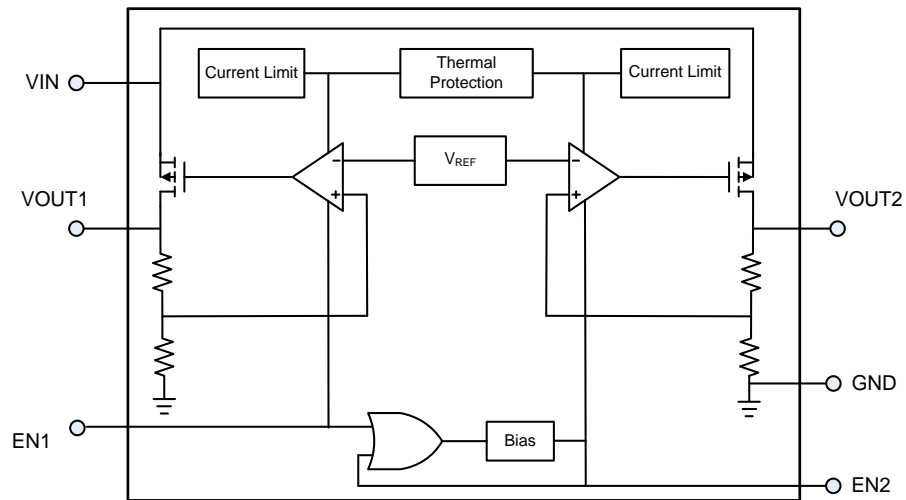 VIN
Current Limit
Thermal
Protection
Current Limit
VREF
-
+
-
+
VOUT1
VOUT2
GND
EN1
Bias
EN2